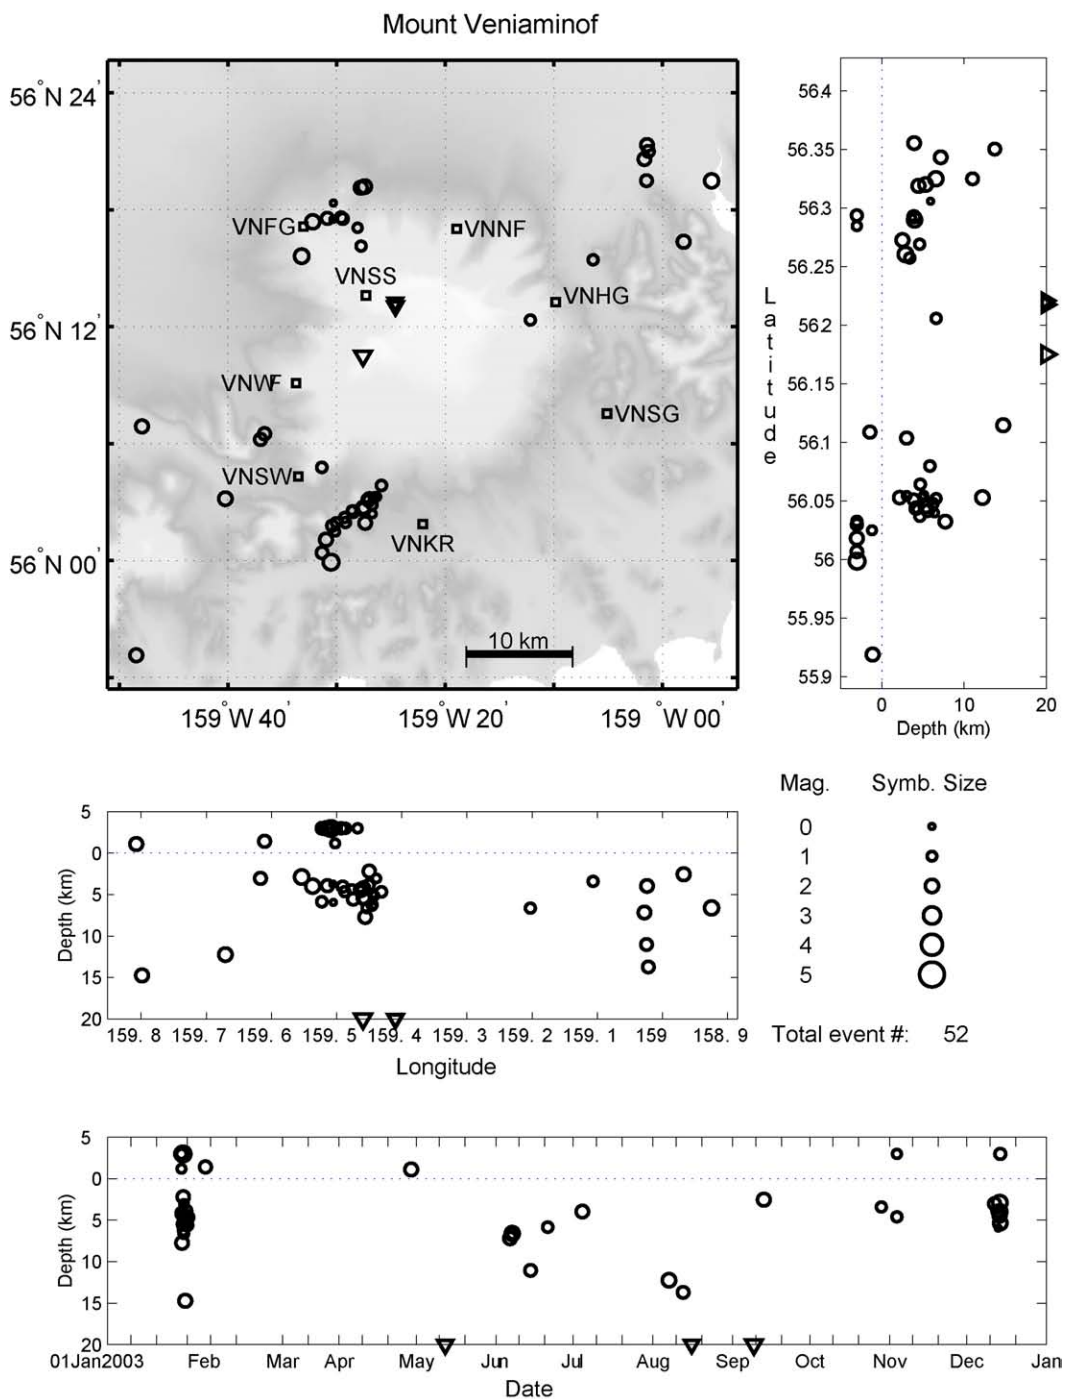 Mount Veniaminof
56°N 24'
56°N 12'
56°N 00'
VNFG
VNNF
VNSS
VNHG
VNWF
VNSG
VNSW
VNKR
10 km
159°W 40'
159°W 20'
159°W 00'
56.4
56.35
56.3
56.25
56.2
56.15
56.1
56.05
56
55.95
55.9
Latitude
0 10 20
Depth (km)
5
0
5
10
15
20
Depth (km)
159. 8 159. 7 159. 6 159. 5 159. 4 159. 3 159. 2 159. 1 159 158. 9
Longitude
Mag. Symb. Size
0
1
2
3
4
5
Total event #: 52
5
0
5
10
15
20
Depth (km)
01Jan2003 Feb Mar Apr May Jun Jul Aug Sep Oct Nov Dec Jan
Date